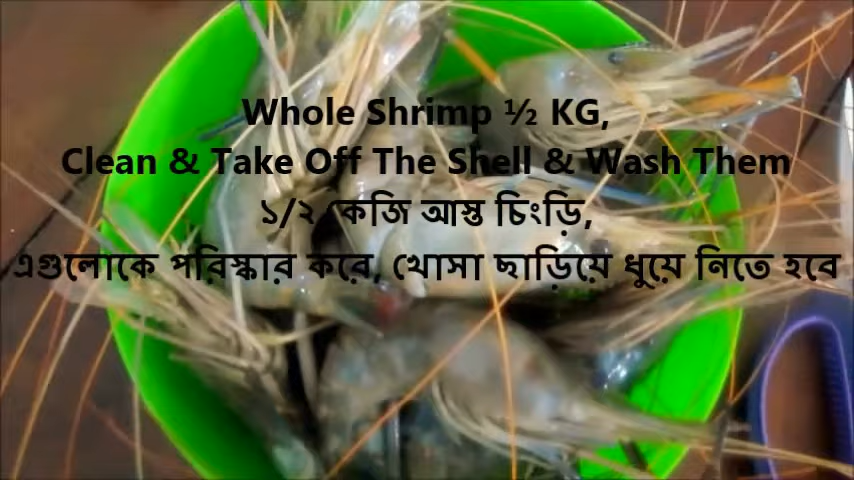 Whole Shrimp ½ KG,
Clean & Take Off The Shell & Wash Them
১/২ কেজি আস্ত চিংড়ি,
এগুলোকে পরিস্কার করে, খোসা ছাড়িয়ে ধুয়ে নিতে হবে